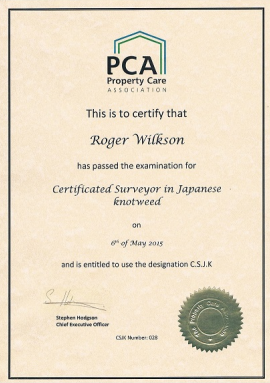 PCA
Property Care
ASSOCIATION
This is to certify that
Roger Wilkson
has passed the examination for
Certificated Surveyor in Japanese
knotweed
on
6th of May 2015
and is entitled to use the designation C.S.J.K
Stephen Hodgson
Chief Executive Officer
CSJK Number: 028